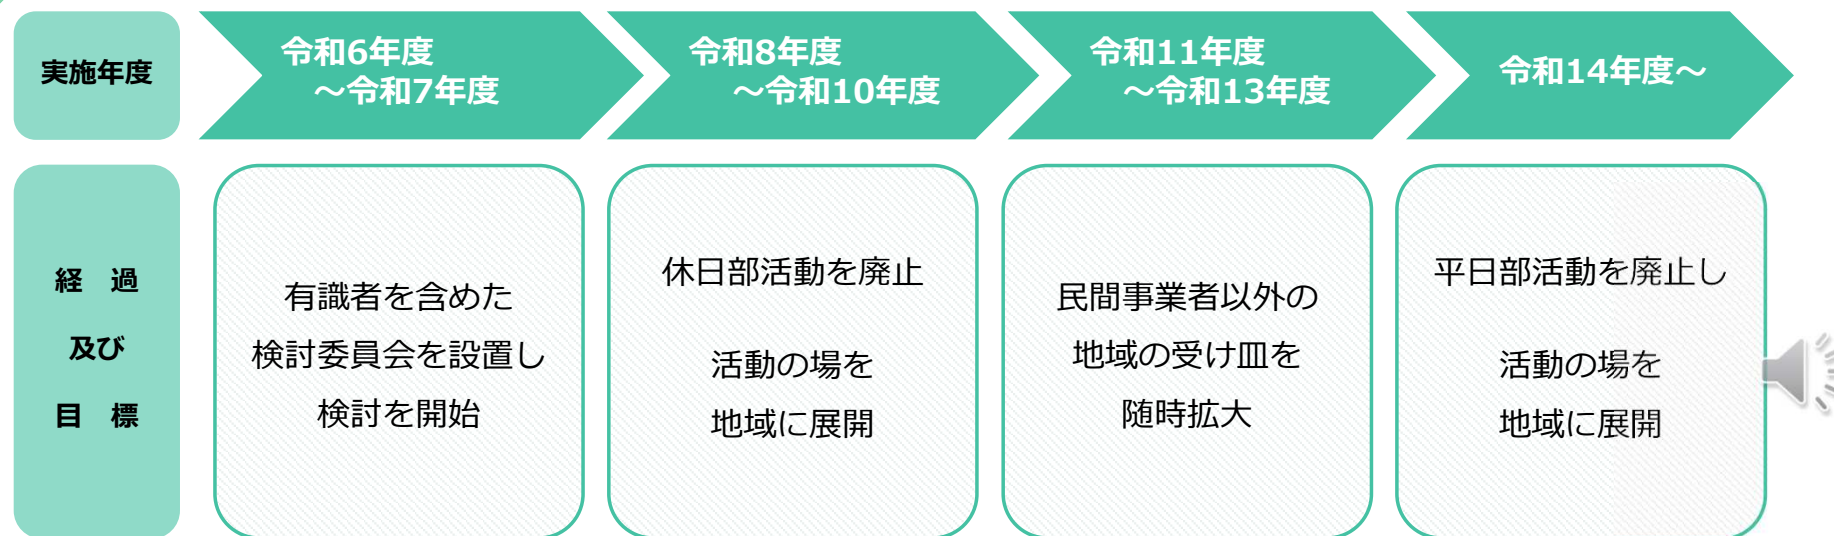 実施年度
令和6年度
～令和7年度
令和8年度
～令和10年度
令和11年度
～令和13年度
令和14年度～
経　過
及び
目　標
有識者を含めた
検討委員会を設置し
検討を開始
休日部活動を廃止
活動の場を
地域に展開
民間事業者以外の
地域の受け皿を
随時拡大
平日部活動を廃止し
活動の場を
地域に展開